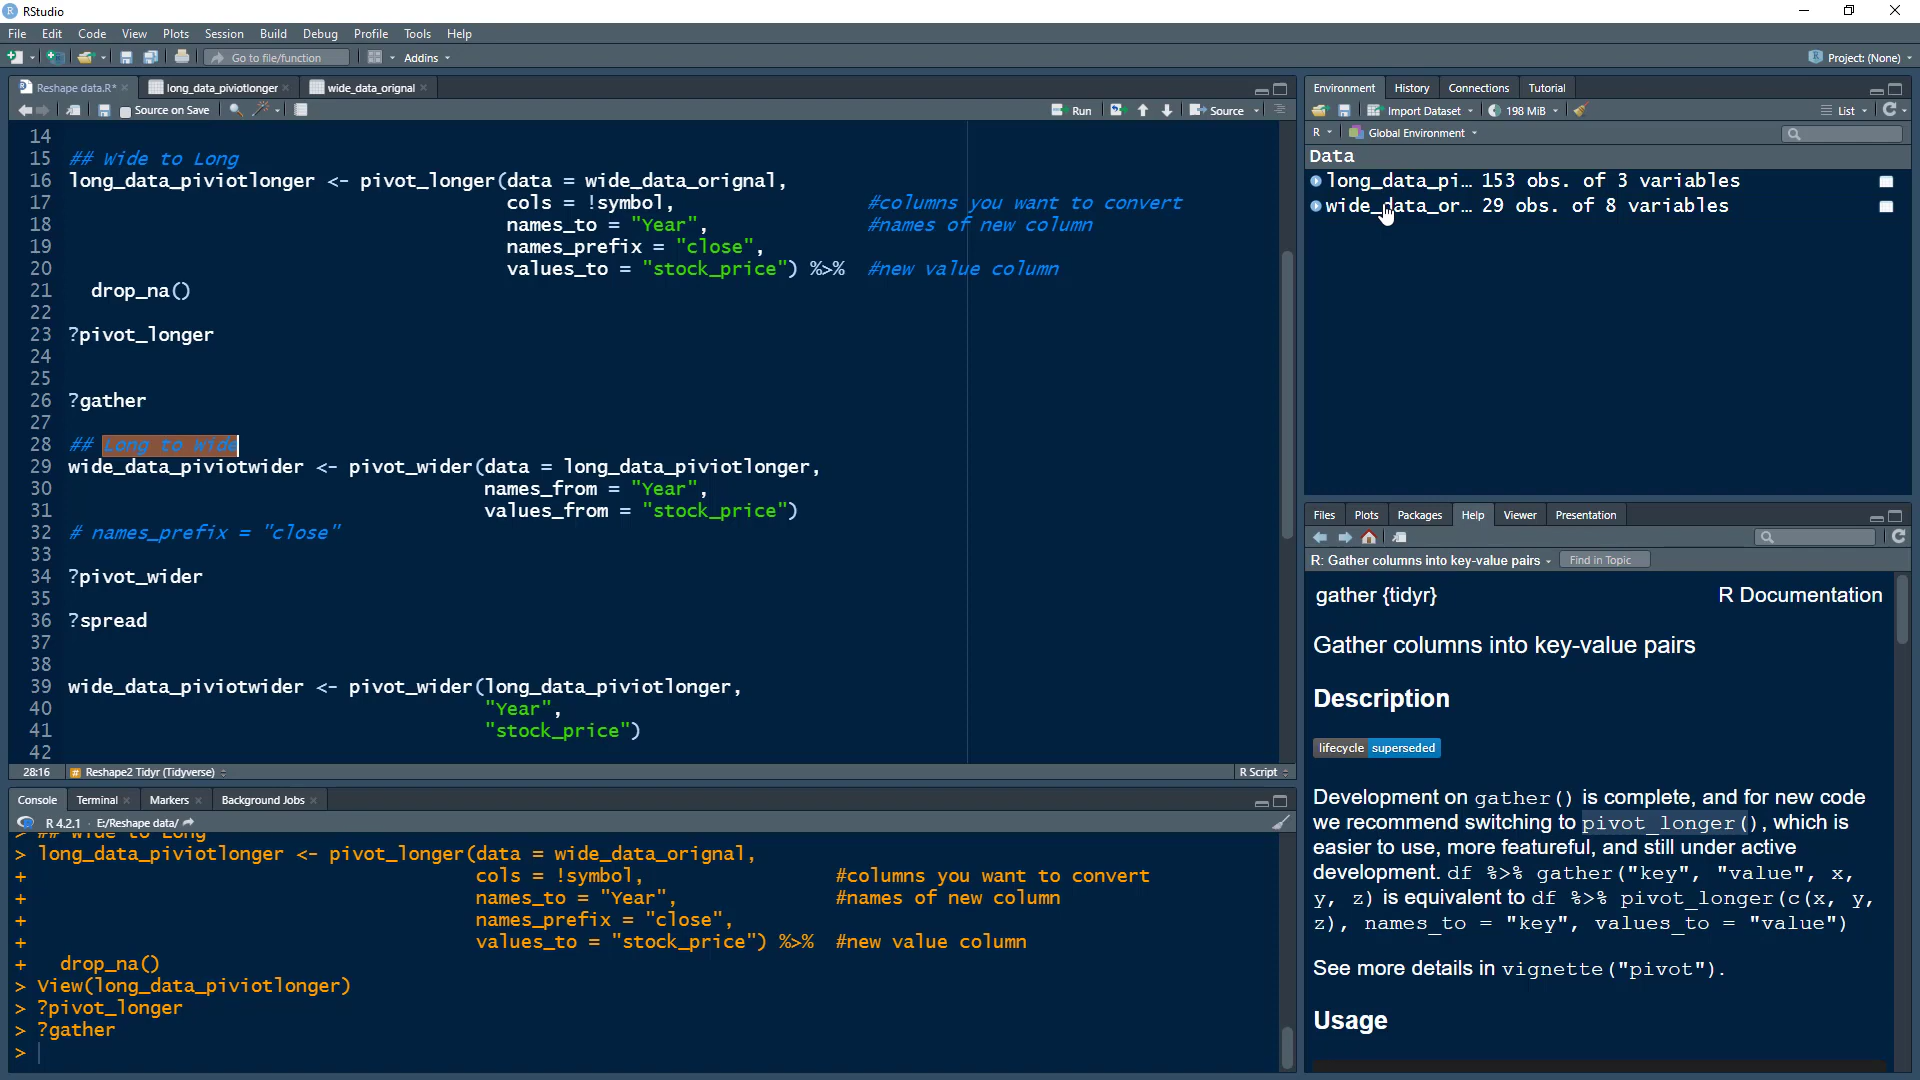 RStudio
File Edit Code View Plots Session Build Debug Profile Tools Help
Go to file/function Addins Project: (None)
Reshape data.R* long_data_piviotlonger wide_data_orignal
Source on Save Run Source
14
15 ## Wide to Long
16 long_data_piviotlonger <- pivot_longer(data = wide_data_orignal,
17 cols = !symbol, #columns you want to convert
18 names_to = "Year", #names of new column
19 names_prefix = "close",
20 values_to = "stock_price") %>% #new value column
21 drop_na()
22
23 ?pivot_longer
24
25
26 ?gather
27
28 ## Long to Wide
29 wide_data_piviotwider <- pivot_wider(data = long_data_piviotlonger,
30 names_from = "Year",
31 values_from = "stock_price")
32 # names_prefix = "close"
33
34 ?pivot_wider
35
36 ?spread
37
38
39 wide_data_piviotwider <- pivot_wider(long_data_piviotlonger,
40 "Year",
41 "stock_price")
42
28:16 # Reshape2 Tidyr (Tidyverse) R Script
Console Terminal Markers Background Jobs
R 4.2.1 · E:/Reshape data/
> ## Wide to Long
> long_data_piviotlonger <- pivot_longer(data = wide_data_orignal,
+ cols = !symbol, #columns you want to convert
+ names_to = "Year", #names of new column
+ names_prefix = "close",
+ values_to = "stock_price") %>% #new value column
+ drop_na()
> View(long_data_piviotlonger)
> ?pivot_longer
> ?gather
>
Environment History Connections Tutorial
Import Dataset 198 MiB List
R Global Environment
Data
long_data_pi… 153 obs. of 3 variables
wide_data_or… 29 obs. of 8 variables
Files Plots Packages Help Viewer Presentation
R: Gather columns into key-value pairs Find in Topic
gather {tidyr} R Documentation
Gather columns into key-value pairs
Description
lifecycle superseded
Development on gather() is complete, and for new code
we recommend switching to pivot_longer(), which is
easier to use, more featureful, and still under active
development. df %>% gather("key", "value", x,
y, z) is equivalent to df %>% pivot_longer(c(x, y,
z), names_to = "key", values_to = "value")
See more details in vignette("pivot").
Usage